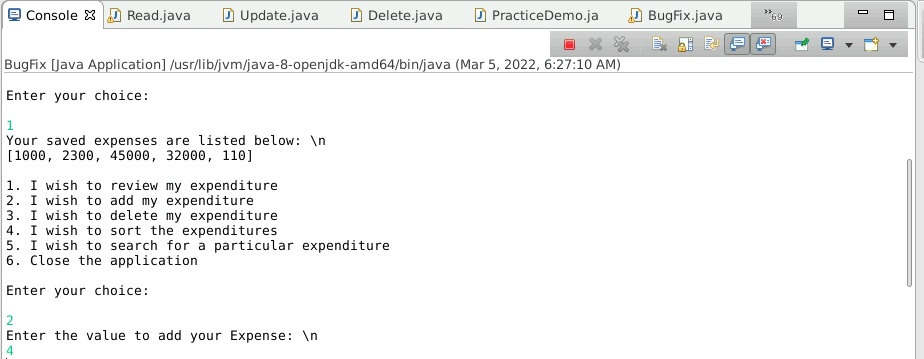 Console Read.java Update.java Delete.java PracticeDemo.ja BugFix.java »69
BugFix [Java Application] /usr/lib/jvm/java-8-openjdk-amd64/bin/java (Mar 5, 2022, 6:27:10 AM)
Enter your choice:
1
Your saved expenses are listed below: \n
[1000, 2300, 45000, 32000, 110]
1. I wish to review my expenditure
2. I wish to add my expenditure
3. I wish to delete my expenditure
4. I wish to sort the expenditures
5. I wish to search for a particular expenditure
6. Close the application
Enter your choice:
2
Enter the value to add your Expense: \n
4